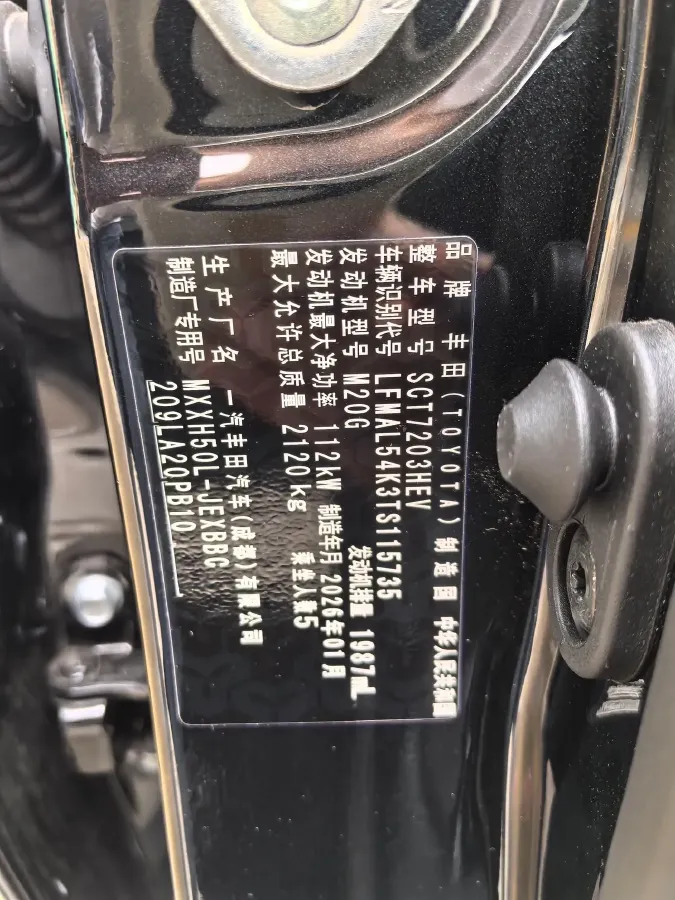 品牌 丰田(TOYOTA) 制造国 中华人民共和国
整车型号 SCT7203HEV
车辆识别代号 LFMAL54K3TS115735
发动机型号 M20G 发动机排量 1987mL
发动机最大净功率 112kW 制造年月 2026年01月
最大允许总质量 2120kg 乘坐人数5
生产厂名 一汽丰田汽车(成都)有限公司
制造厂专用号 MXXH50L-JEXBBC
209LA20PB10